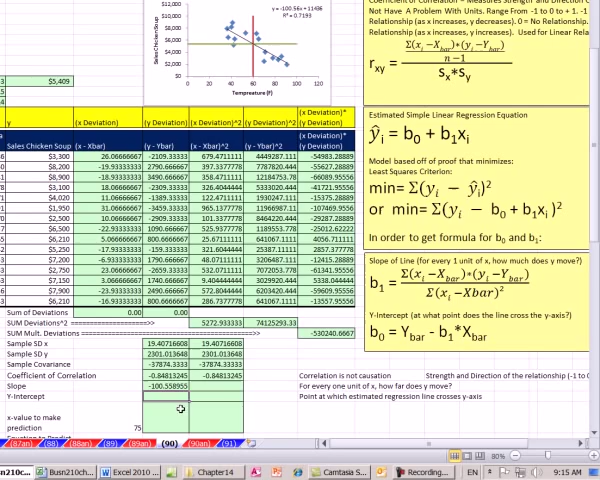 $12,000
$10,000
$8,000
$6,000
$4,000
$2,000
$0
0 20 40 60 80 100
Sales Chicken Soup
Tempreature (F)
y = -100.56x + 11436
R² = 0.7193
$5,409
y (x Deviation) (y Deviation) (x Deviation)^2 (y Deviation)^2 (x Deviation)* (y Deviation)
Sales Chicken Soup (x - Xbar) (y - Ybar) (x - Xbar)^2 (y - Ybar)^2
$3,300 26.06666667 -2109.33333 679.4711111 4449287.111 -54983.28889
$8,200 -19.93333333 2790.666667 397.3377778 7787820.447 -55627.28889
$8,900 -18.93333333 3490.666667 358.4711111 12184753.78 -66089.95556
$3,100 18.06666667 -2309.33333 326.4044444 5333020.444 -41721.95556
$4,020 11.06666667 -1389.33333 122.4711111 1930247.111 -15375.28889
$1,950 31.06666667 -3459.33333 965.1377778 11966987.11 -107469.9556
$2,500 10.06666667 -2909.33333 101.3377778 8464220.444 -29287.28889
$6,500 -22.93333333 1090.666667 525.9377778 1189553.778 -25012.62222
$6,210 5.066666667 800.6666667 25.67111111 641067.1111 4056.711111
$5,250 -17.93333333 -159.33333 321.6044444 25387.11111 2857.377778
$7,200 -6.933333333 1790.666667 48.07111111 3206487.111 -12415.28889
$2,750 23.06666667 -2659.33333 532.0711111 7072053.778 -61341.95556
$7,150 3.066666667 1740.666667 9.404444444 3029920.444 5338.044444
$7,900 -23.93333333 2490.666667 572.8044444 6203420.444 -59609.95556
$6,210 -16.93333333 800.6666667 286.7377778 641067.1111 -13557.95556
Sum of Deviations 0.00 0.00
SUM Deviations^2 ==================>> 5272.933333 74125293.33
SUM Mult. Deviations =================================>> -530240.6667
Sample SD x 19.40716608 19.40716608
Sample SD y 2301.013648 2301.013648
Sample Covariance -37874.3333 -37874.33333
Coefficient of Correlation -0.84813245 -0.84813245 Correlation is not causation Strength and Direction of the relationship (-1 to
Slope -100.558955 For every one unit of x, how far does y move?
Y-Intercept Point at which estimated regression line crosses y-axis
x-value to make
prediction 75
Not Have A Problem With Units. Range From -1 to 0 to + 1. -1
Relationship (as x increases, y decreases). 0 = No Relationship.
Relationship (as x increases, y increases). Used for Linear Rela
rxy = Σ(xi − Xbar)*(yi − Ybar) / n−1 / sx*sy
Estimated Simple Linear Regression Equation
ŷi = b0 + b1xi
Model based off of proof that minimizes:
Least Squares Criterion:
min= Σ(yi − ŷi)²
or min= Σ(yi − b0 + b1xi )²
In order to get formula for b0 and b1:
Slope of Line (for every 1 unit of x, how much does y move?)
b1 = Σ(xi−Xbar)*(yi−Ybar) / Σ(xi−Xbar)²
Y-Intercept (at what point does the line cross the y-axis?)
b0 = Ybar - b1*Xbar
(87an) (88) (88an) (89) (89an) (90) (90an) (91)
80%
Busn210ch... Excel 2010 ... Chapter14 Camtasia S... Recording... EN 9:15 AM